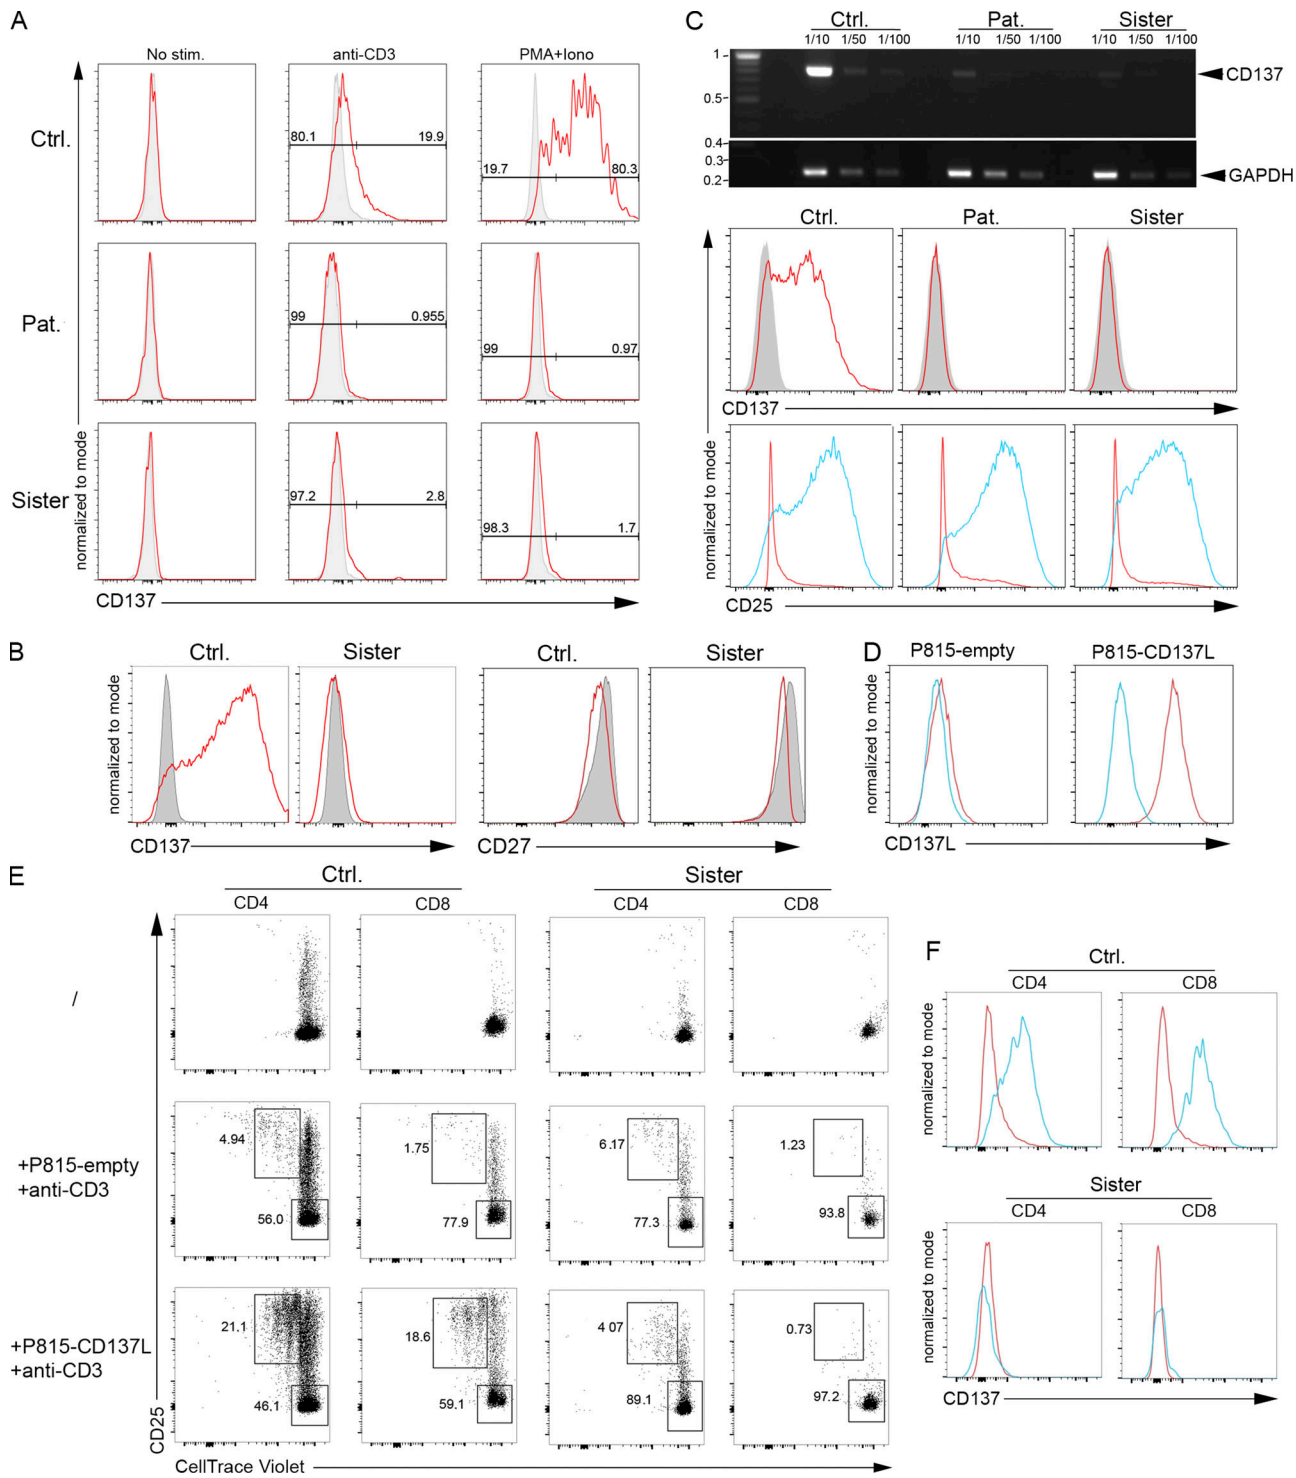 A
No stim. anti-CD3 PMA+Iono
Ctrl.
80.1 19.9
19.7 80.3
Pat.
99 0.955
99 0.97
Sister
97.2 2.8
98.3 1.7
normalized to mode
CD137
C
Ctrl. Pat. Sister
1/10 1/50 1/100 1/10 1/50 1/100 1/10 1/50 1/100
1
0.5
CD137
0.4
0.3
0.2
GAPDH
Ctrl. Pat. Sister
CD137
normalized to mode
CD25
B
Ctrl. Sister
normalized to mode
CD137
Ctrl. Sister
CD27
D
P815-empty P815-CD137L
normalized to mode
CD137L
E
Ctrl. Sister
CD4 CD8 CD4 CD8
/
+P815-empty
+anti-CD3
4.94 1.75 6.17 1.23
56.0 77.9 77.3 93.8
+P815-CD137L
+anti-CD3
21.1 18.6 4 07 0.73
46.1 59.1 89.1 97.2
CD25
CellTrace Violet
F
Ctrl.
CD4 CD8
normalized to mode
Sister
CD4 CD8
normalized to mode
CD137